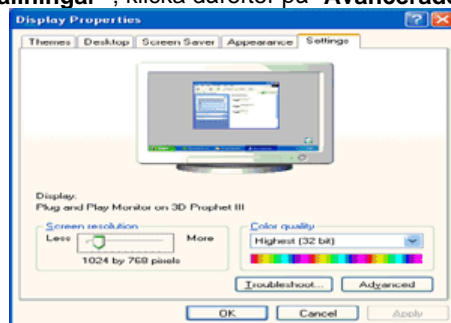 , klicka därefter på "Avancerade
Display Properties
Themes Desktop Screen Saver Appearance Settings
Display:
Plug and Play Monitor on 3D Prophet III
Screen resolution
Color quality
Less More
Highest (32 bit)
1024 by 768 pixels
Troubleshoot... Advanced
OK Cancel Apply